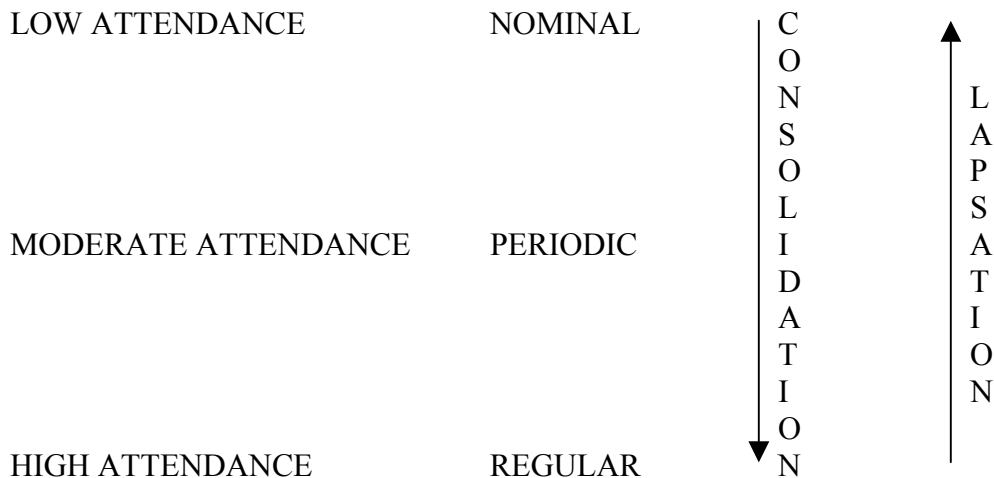 LOW ATTENDANCE NOMINAL
MODERATE ATTENDANCE PERIODIC
HIGH ATTENDANCE REGULAR
CONSOLIDATION
LAPSATION